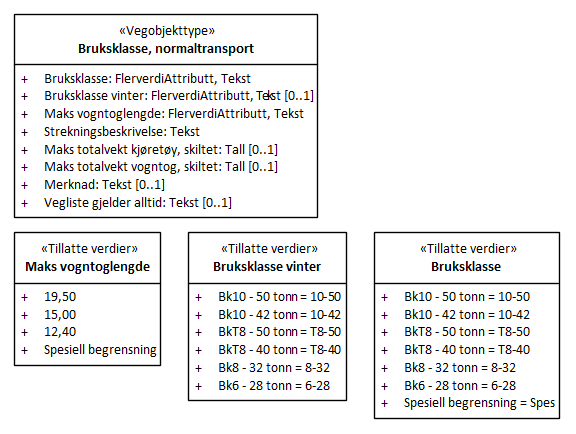 «Vegobjekttype»
Bruksklasse, normaltransport
+ Bruksklasse: FlerverdiAttributt, Tekst
+ Bruksklasse vinter: FlerverdiAttributt, Tekst [0..1]
+ Maks vogntoglengde: FlerverdiAttributt, Tekst
+ Strekningsbeskrivelse: Tekst
+ Maks totalvekt kjøretøy, skiltet: Tall [0..1]
+ Maks totalvekt vogntog, skiltet: Tall [0..1]
+ Merknad: Tekst [0..1]
+ Vegliste gjelder alltid: Tekst [0..1]
«Tillatte verdier»
Maks vogntoglengde
+ 19,50
+ 15,00
+ 12,40
+ Spesiell begrensning
«Tillatte verdier»
Bruksklasse vinter
+ Bk10 - 50 tonn = 10-50
+ Bk10 - 42 tonn = 10-42
+ BkT8 - 50 tonn = T8-50
+ BkT8 - 40 tonn = T8-40
+ Bk8 - 32 tonn = 8-32
+ Bk6 - 28 tonn = 6-28
«Tillatte verdier»
Bruksklasse
+ Bk10 - 50 tonn = 10-50
+ Bk10 - 42 tonn = 10-42
+ BkT8 - 50 tonn = T8-50
+ BkT8 - 40 tonn = T8-40
+ Bk8 - 32 tonn = 8-32
+ Bk6 - 28 tonn = 6-28
+ Spesiell begrensning = Spes